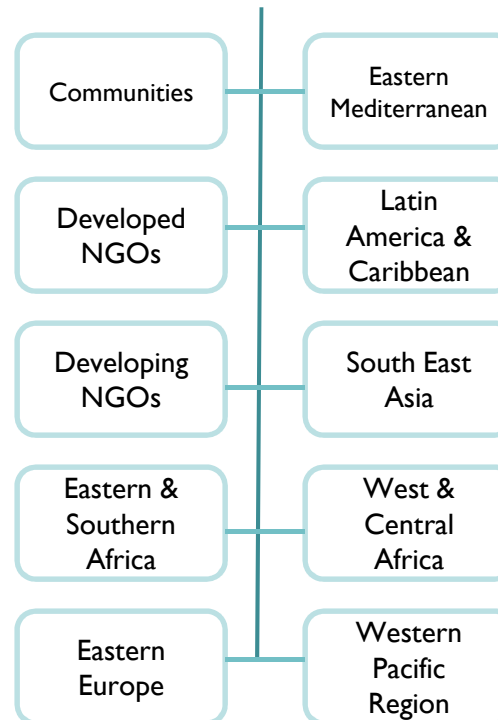 Communities
Eastern
Mediterranean
Developed
NGOs
Latin
America &
Caribbean
Developing
NGOs
South East
Asia
Eastern &
Southern
Africa
West &
Central
Africa
Eastern
Europe
Western
Pacific
Region